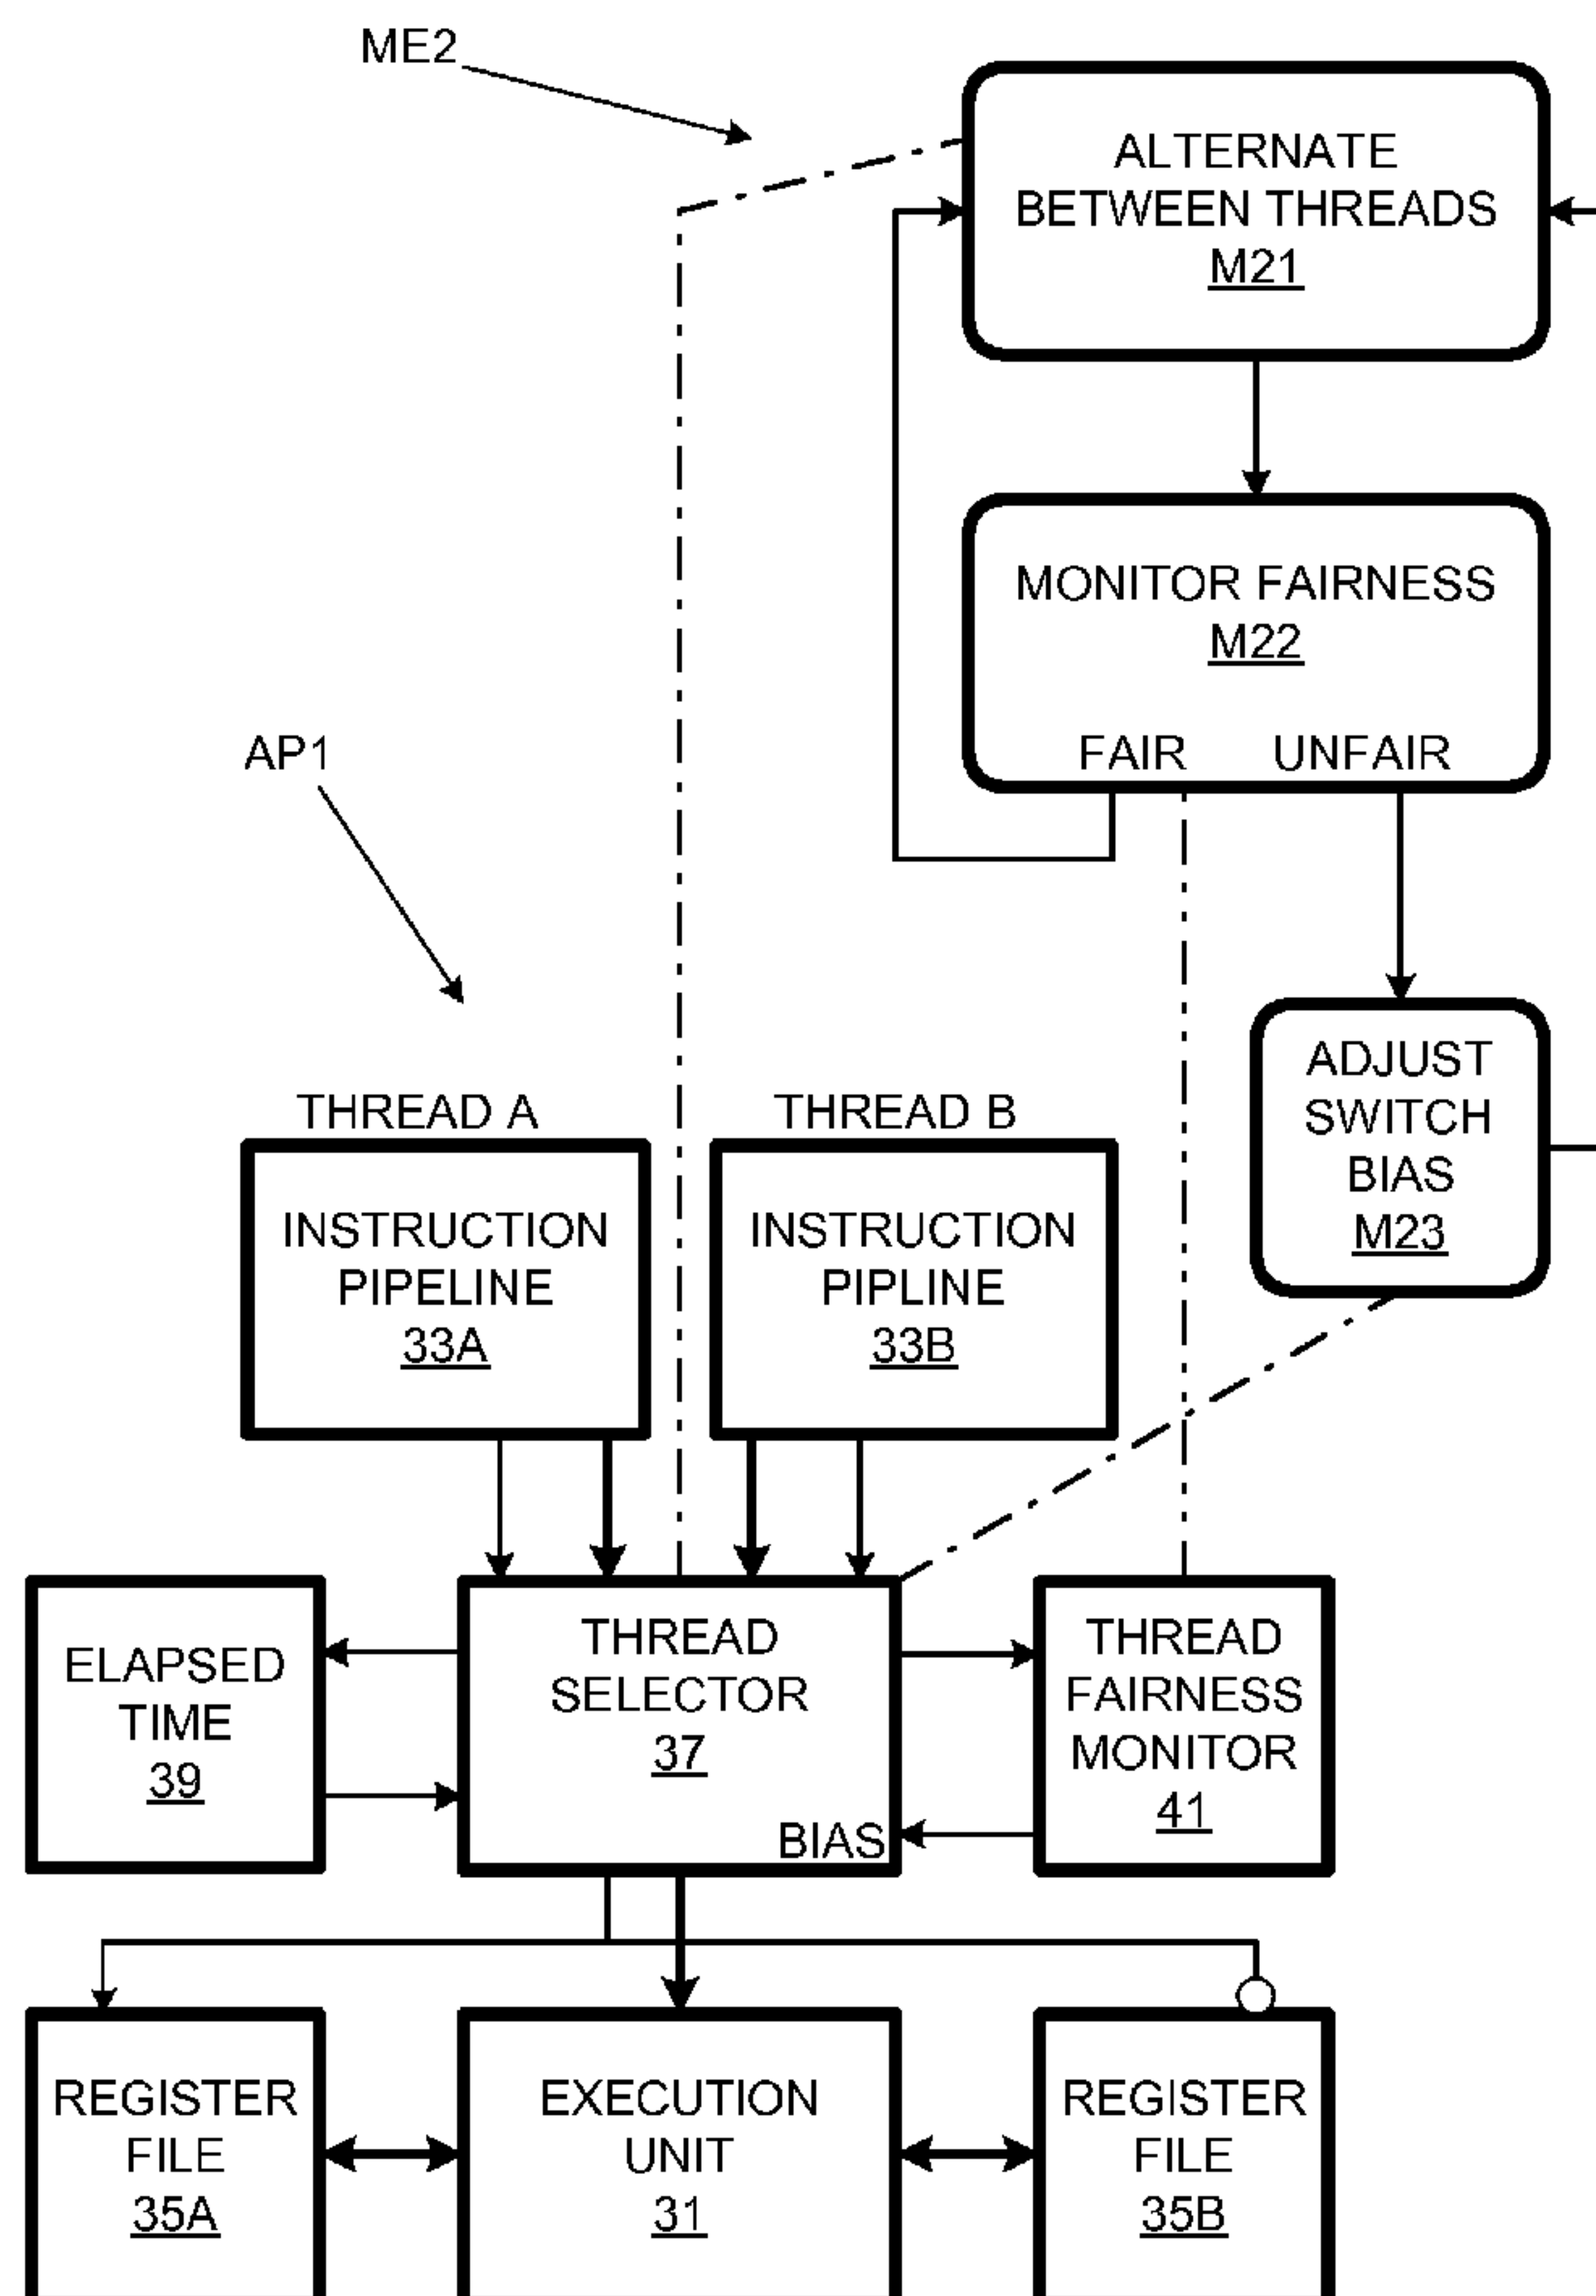 ME2
ALTERNATE
BETWEEN THREADS
M21
MONITOR FAIRNESS
M22
FAIR UNFAIR
AP1
ADJUST
SWITCH
BIAS
M23
THREAD A
INSTRUCTION
PIPELINE
33A
THREAD B
INSTRUCTION
PIPLINE
33B
ELAPSED
TIME
39
THREAD
SELECTOR
37
BIAS
THREAD
FAIRNESS
MONITOR
41
REGISTER
FILE
35A
EXECUTION
UNIT
31
REGISTER
FILE
35B